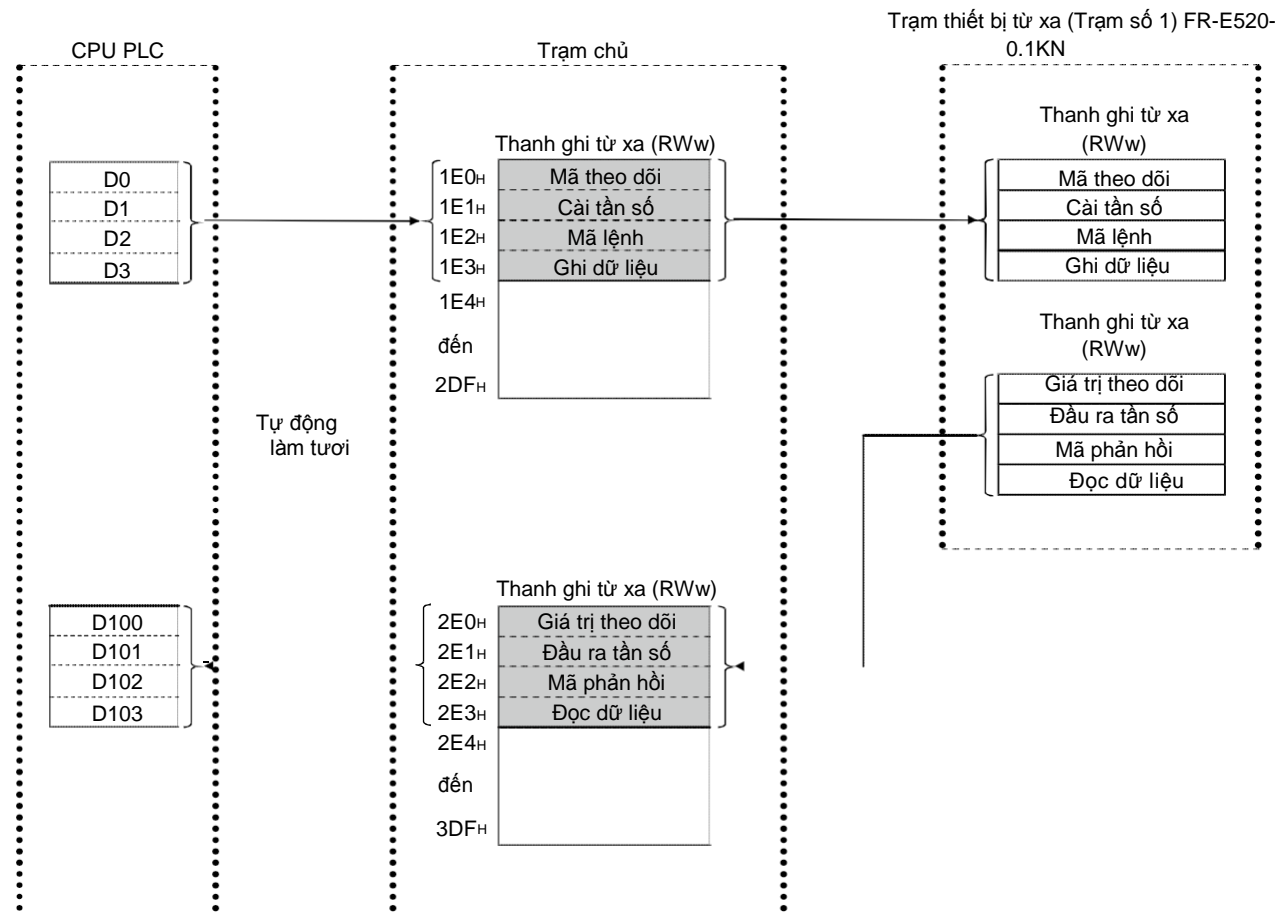 Trạm thiết bị từ xa (Trạm số 1) FR-E520-
0.1KN
CPU PLC
Trạm chủ
Thanh ghi từ xa
(RWw)
Thanh ghi từ xa (RWw)
D0
D1
D2
D3
1E0H Mã theo dõi
1E1H Cài tần số
1E2H Mã lệnh
1E3H Ghi dữ liệu
1E4H
đến
2DFH
Mã theo dõi
Cài tần số
Mã lệnh
Ghi dữ liệu
Thanh ghi từ xa
(RWw)
Giá trị theo dõi
Đầu ra tần số
Mã phản hồi
Đọc dữ liệu
Tự động
làm tươi
Thanh ghi từ xa (RWw)
D100
D101
D102
D103
2E0H Giá trị theo dõi
2E1H Đầu ra tần số
2E2H Mã phản hồi
2E3H Đọc dữ liệu
2E4H
đến
3DFH